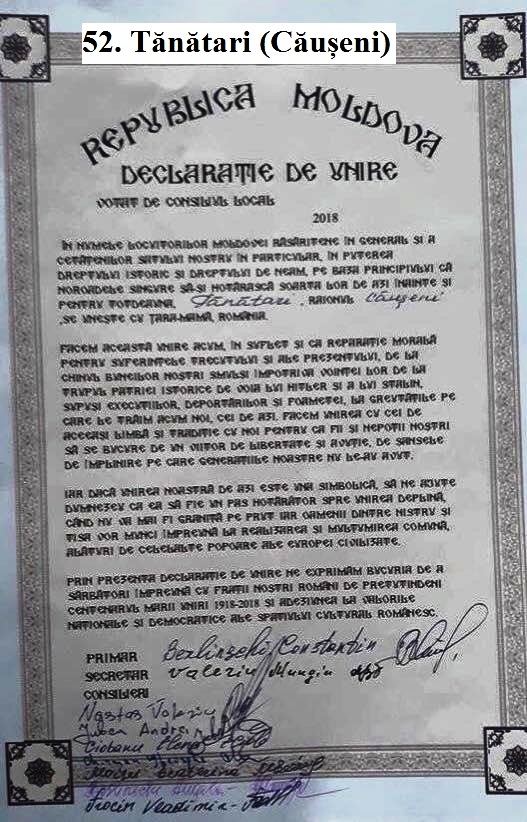 52. Tănătari (Căușeni)
REPUBLICA MOLDOVA
DECLARAȚIE DE UNIRE
VOTAT DE CONSILIUL LOCAL
2018
ÎN NUMELE LOCUITORILOR MOLDOVEI RĂSĂRITENE ÎN GENERAL ȘI A
CETĂȚENILOR SATULUI NOSTRU ÎN PARTICULAR, ÎN PUTEREA
DREPTULUI ISTORIC ȘI DREPTULUI DE NEAM, PE BAZA PRINCIPIULUI CĂ
NOROADELE SINGURE SĂ-ȘI HOTĂRASCĂ SOARTA LOR DE AZI ÎNAINTE ȘI
PENTRU TOTDEAUNA, Tănătari, RAIONUL Căușeni
,SE UNEȘTE CU ȚARA-MAMĂ, ROMÂNIA.
FACEM ACEASTĂ UNIRE ACUM, ÎN SUFLET ȘI CA REPARAȚIE MORALĂ
PENTRU SUFERINȚELE TRECUTULUI ȘI ALE PREZENTULUI, DE LA
CHINUL BUNEILOR NOSTRI SMULȘI ÎMPOTRIVA VOINȚEI LOR DE LA
TRUPUL PATRIEI ISTORICE DE VOIA LUI HITLER ȘI A LUI STALIN,
SUPUȘI EXECUȚIILOR, DEPORTĂRILOR ȘI FOAMETEI, LA GREUTĂȚILE PE
CARE LE TRĂIM ACUM NOI, CEI DE AZI. FACEM UNIREA CU CEI DE
ACEEAȘI LIMBĂ ȘI TRADIȚIE CU NOI PENTRU CA FII ȘI NEPOȚII NOȘTRI
SĂ SE BUCURE DE UN VIITOR DE LIBERTATE ȘI AVUȚIE, DE ȘANSELE
DE ÎMPLINIRE PE CARE GENERAȚIILE NOASTRE NU LE-AU AVUT.
IAR DACĂ UNIREA NOASTRĂ DE AZI ESTE UNA SIMBOLICĂ, SĂ NE AJUTE
DUMNEZEU CA EA SĂ FIE UN PAS HOTĂRÂTOR SPRE UNIREA DEPLINĂ,
CÂND NU VA MAI FI GRANIȚĂ PE PRUT IAR OAMENII DINTRE NISTRU ȘI
TISA VOR MUNCI ÎMPREUNĂ LA REALIZAREA ȘI MULȚUMIREA COMUNĂ,
ALĂTURI DE CELELALTE POPOARE ALE EUROPEI CIVILIZATE.
PRIN PREZENTA DECLARAȚIE DE UNIRE NE EXPRIMĂM BUCURIA DE A
SĂRBĂTORI ÎMPREUNĂ CU FRAȚII NOSTRI ROMÂNI DE PRETUTINDENI
CENTENARUL MARII UNIRI 1918-2018 ȘI ADEZIUNEA LA VALORILE
NAȚIONALE ȘI DEMOCRATICE ALE SPAȚIULUI CULTURAL ROMÂNESC.
PRIMAR Berlinschi Constantin
SECRETAR Valeriu Mungiu
CONSILIERI
Nastas Valeriu
Andrei
Ciobanu Elena
Ecaterina
Trocin Vladimir